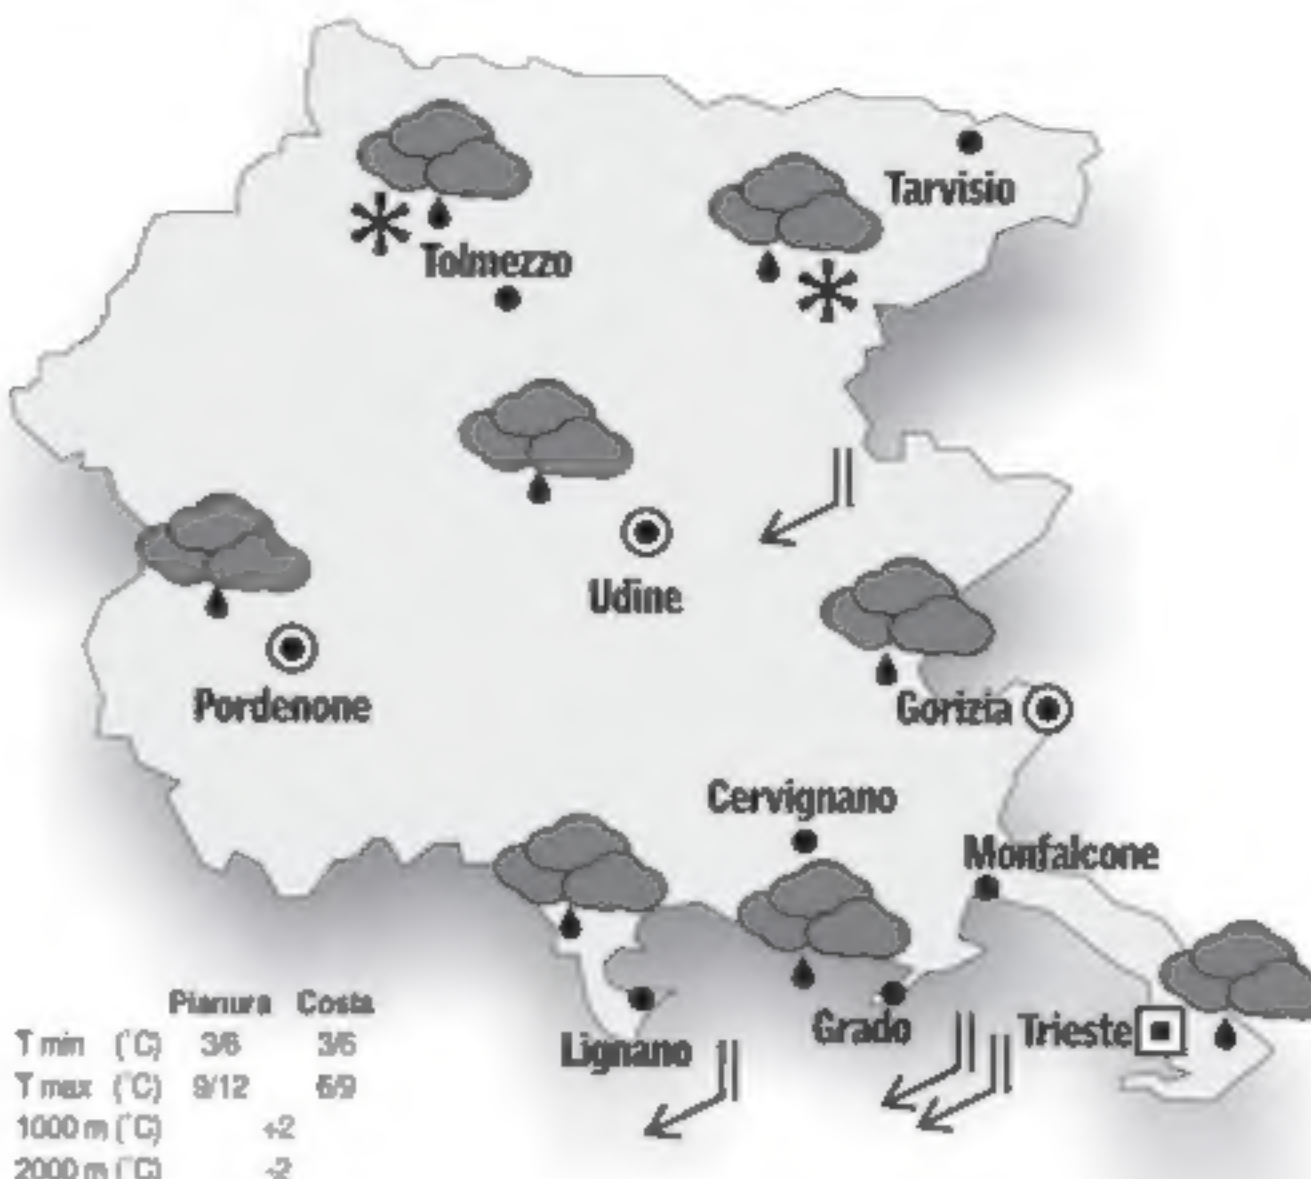 Tarvisio
Tolmezzo
Udine
Pordenone
Gorizia
Cervignano
Monfalcone
Grado
Trieste
Lignano
Pianura Costa
T min (°C) 3/6 3/6
T max (°C) 9/12 6/9
1000 m (°C) +2
2000 m (°C) -2